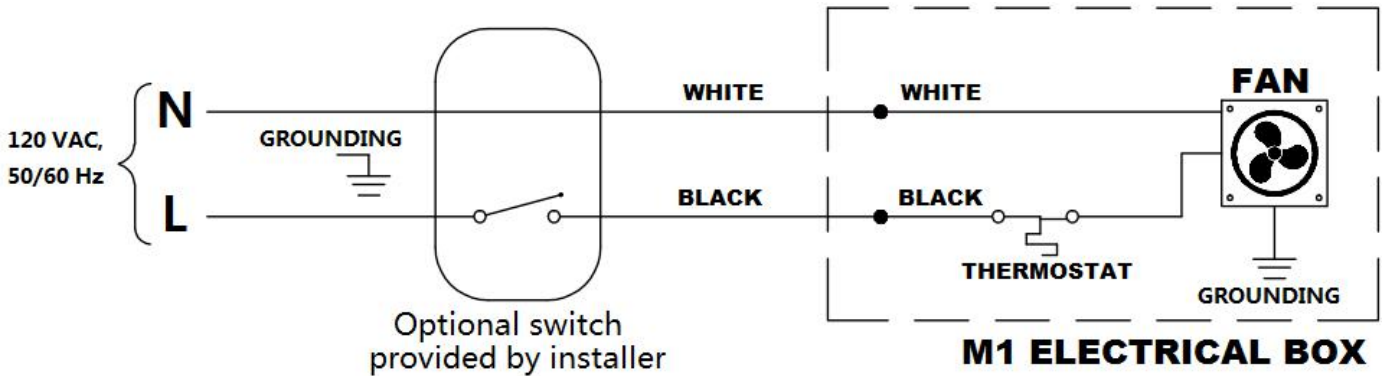 120 VAC,
50/60 Hz
N
GROUNDING
L
WHITE
BLACK
Optional switch
provided by installer
WHITE
BLACK
THERMOSTAT
FAN
GROUNDING
M1 ELECTRICAL BOX